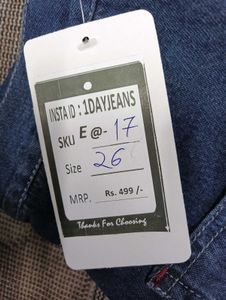 INSTA ID : 1DAYJEANS
SKU E @- 17
Size 26
MRP. Rs. 499 /-
Thanks For Choosing